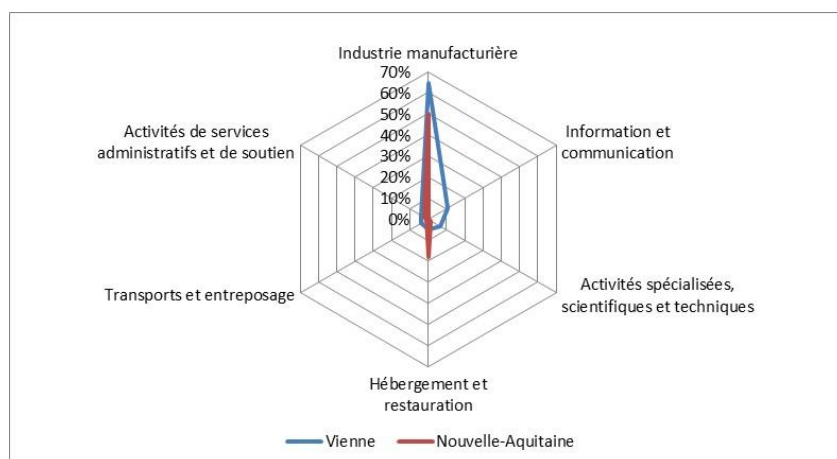 Industrie manufacturière
70%
60%
50%
40%
30%
20%
10%
0%
Information et
communication
Activités spécialisées,
scientifiques et techniques
Hébergement et
restauration
Transports et entreposage
Activités de services
administratifs et de soutien
Vienne
Nouvelle-Aquitaine